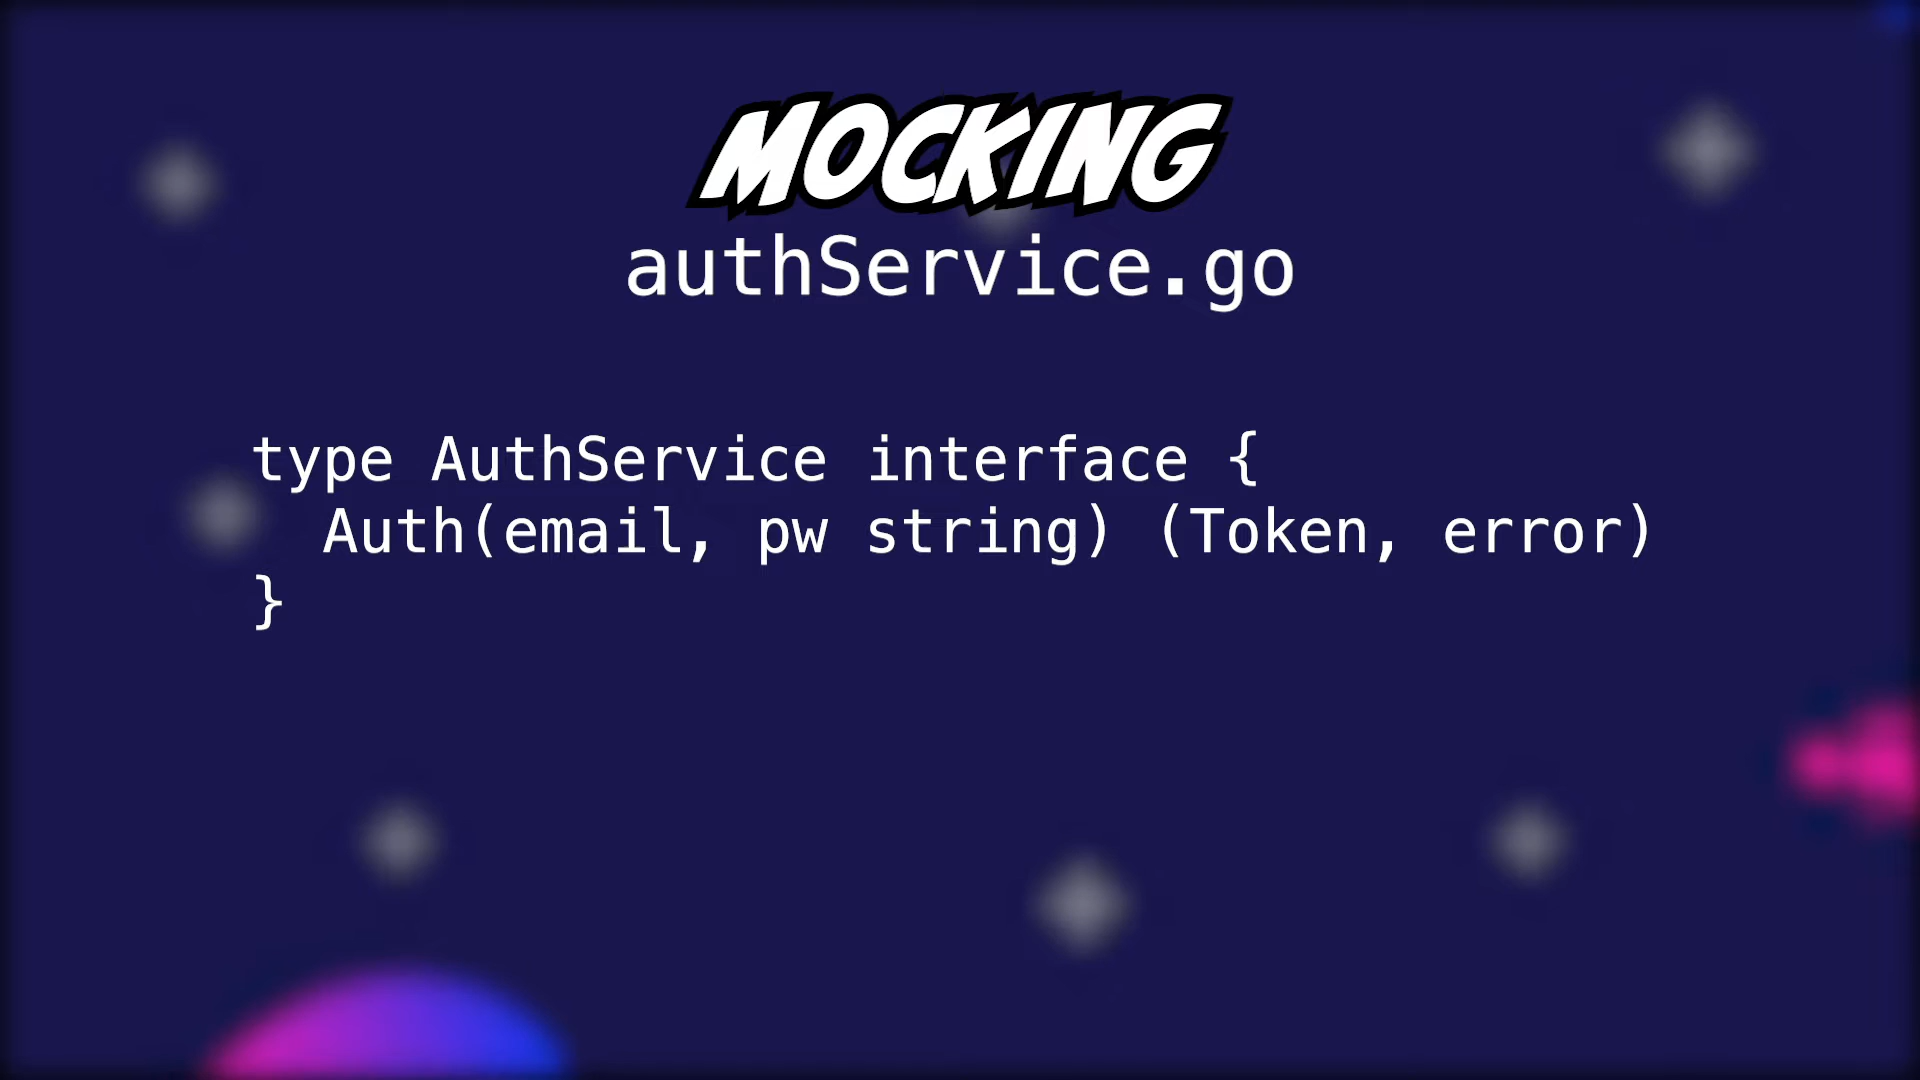 MOCKING
authService.go
type AuthService interface {
  Auth(email, pw string) (Token, error)
}